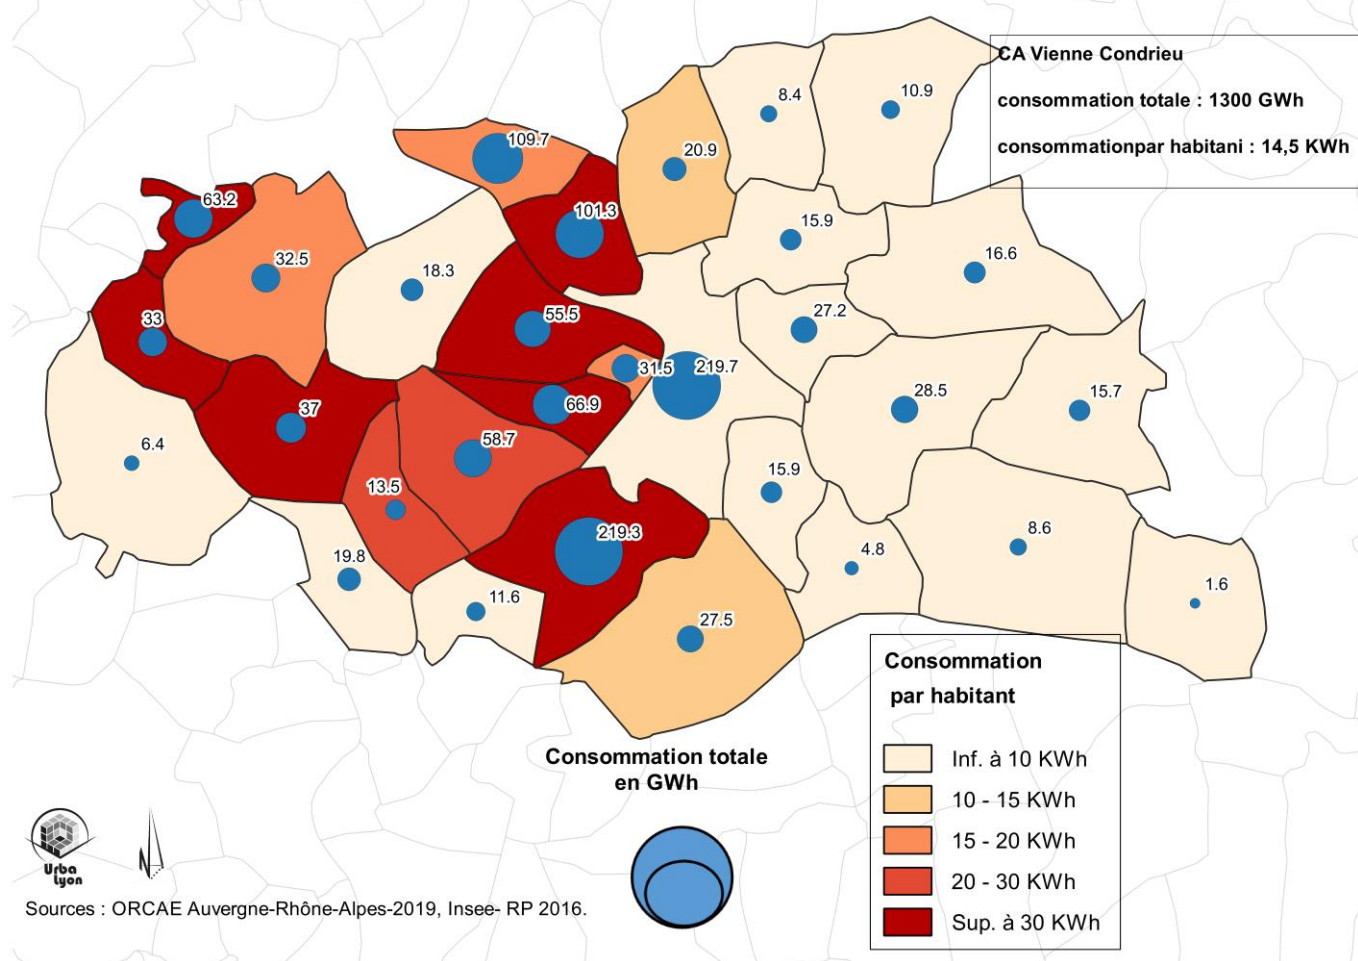 CA Vienne Condrieu
consommation totale : 1300 GWh
consommationpar habitani : 14,5 KWh
8.4
10.9
109.7
20.9
63.2
101.3
15.9
32.5
18.3
16.6
33
55.5
27.2
31.5
219.7
37
66.9
28.5
15.7
6.4
58.7
13.5
15.9
219.3
8.6
19.8
4.8
11.6
1.6
27.5
Consommation
par habitant
Inf. à 10 KWh
10 - 15 KWh
15 - 20 KWh
20 - 30 KWh
Sup. à 30 KWh
Consommation totale
en GWh
Urba
Lyon
N
Sources : ORCAE Auvergne-Rhône-Alpes-2019, Insee- RP 2016.